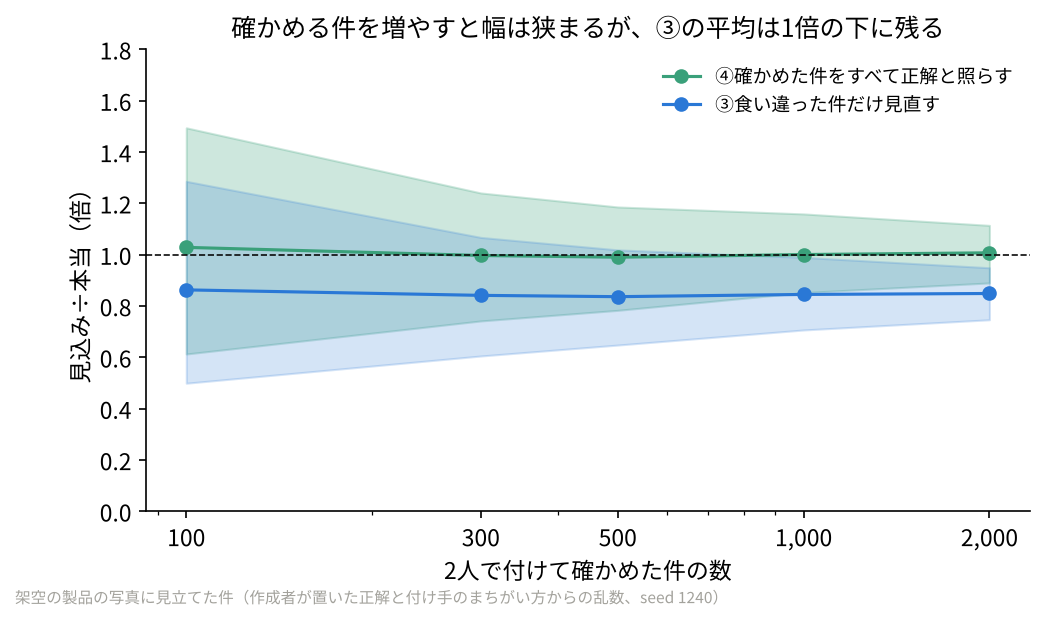 確かめる件を増やすと幅は狭まるが、③の平均は1倍の下に残る
④確かめた件をすべて正解と照らす
③食い違った件だけ見直す
見込み÷本当（倍）
1.8
1.6
1.4
1.2
1.0
0.8
0.6
0.4
0.2
0.0
100
300
500
1,000
2,000
2人で付けて確かめた件の数
架空の製品の写真に見立てた件（作成者が置いた正解と付け手のまちがい方からの乱数、seed 1240）